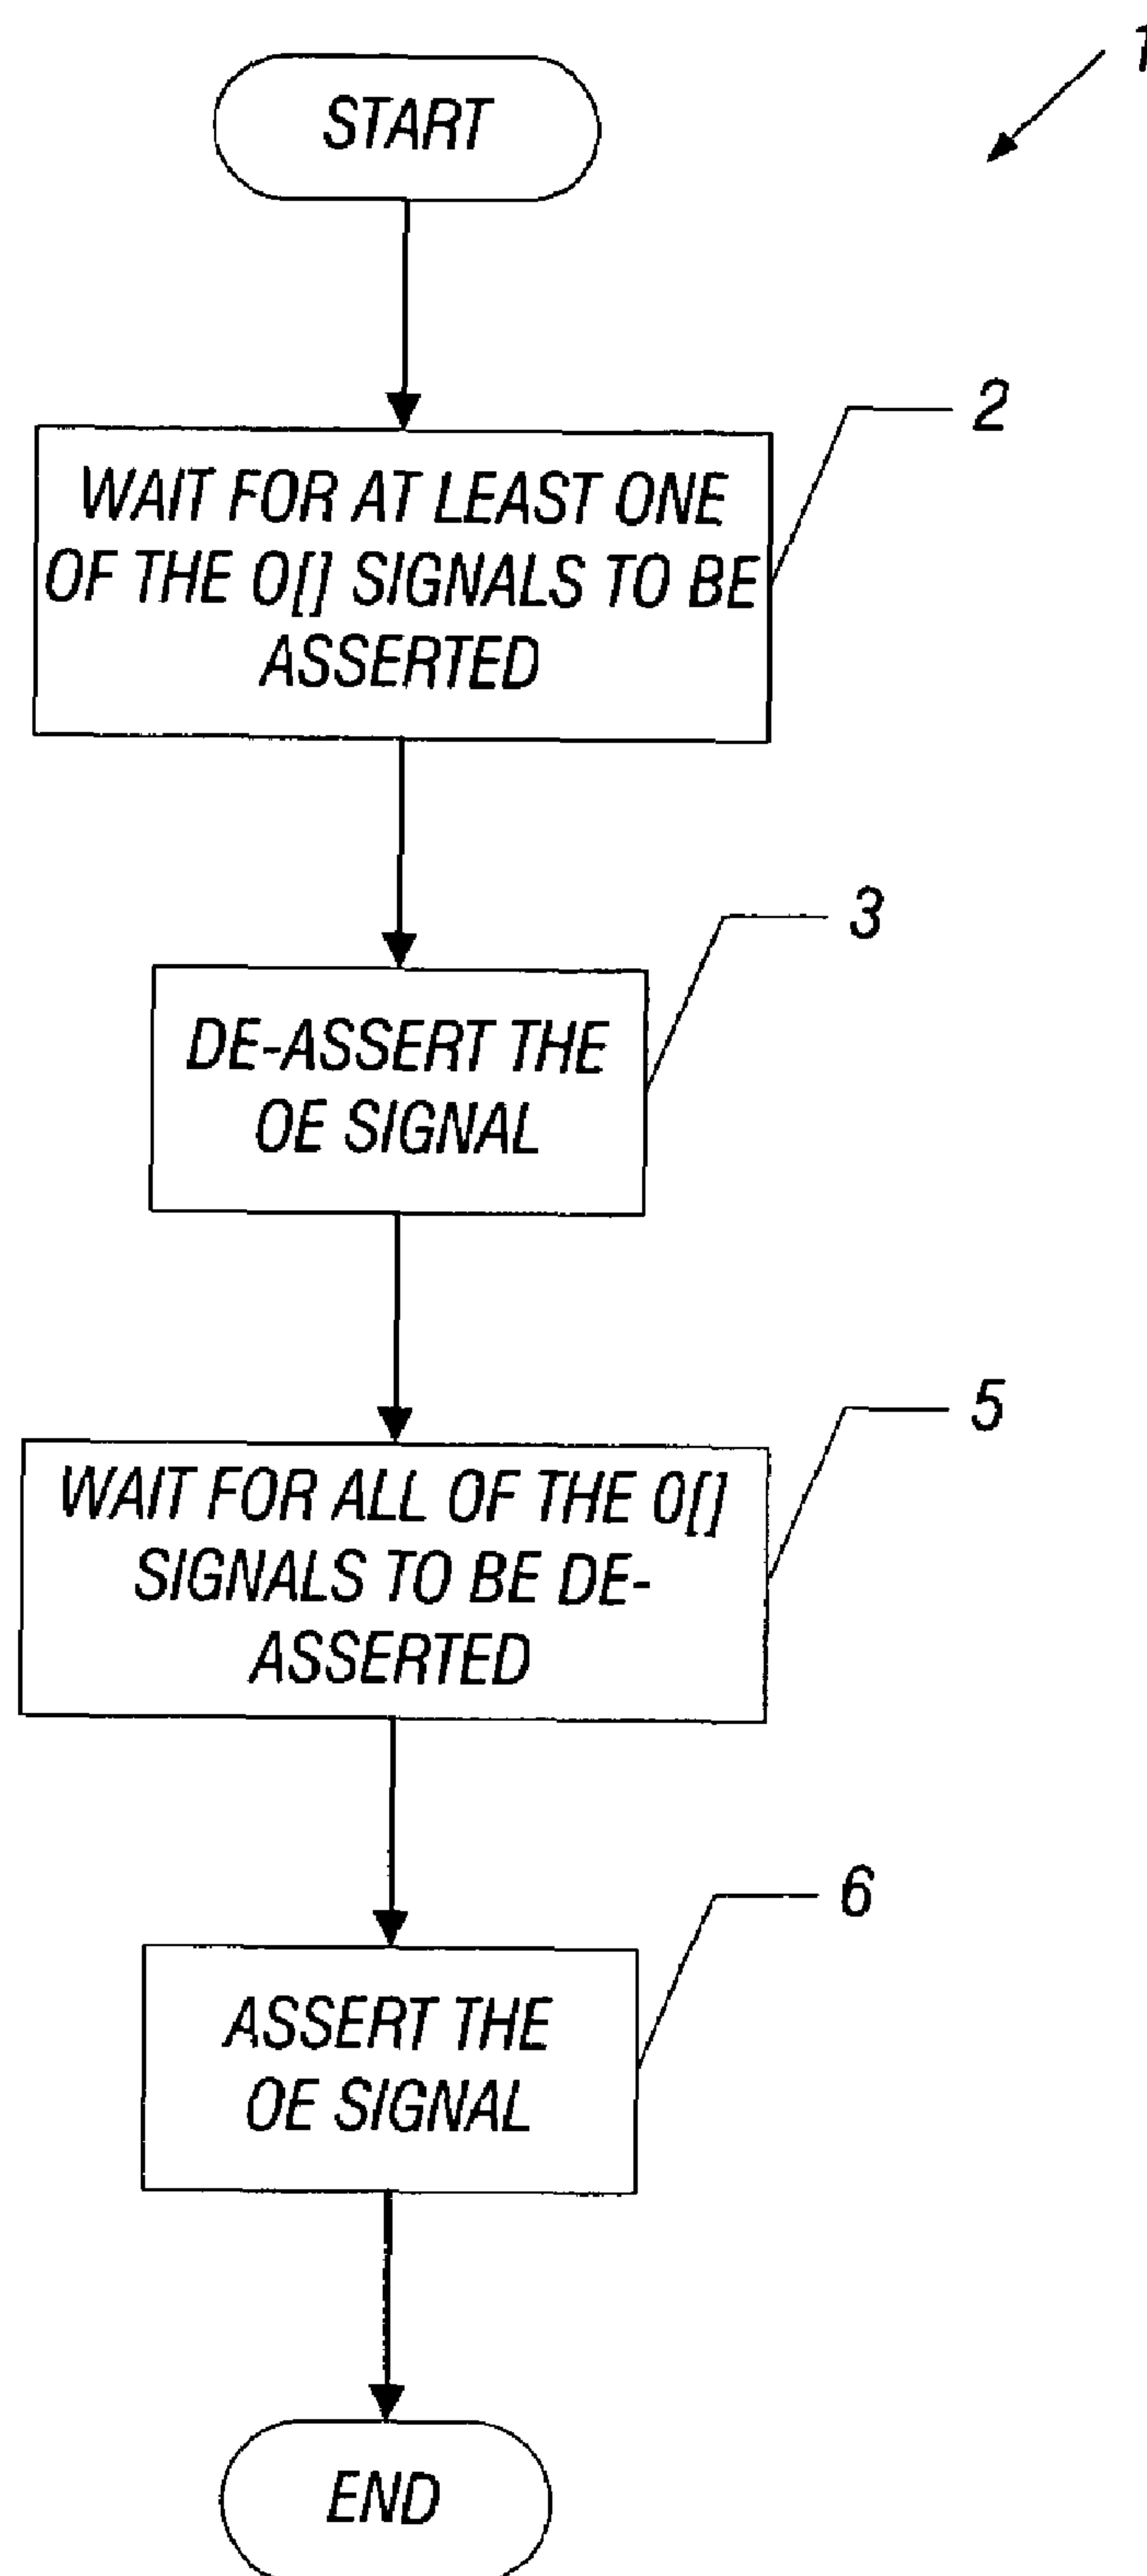 1
START
2
WAIT FOR AT LEAST ONE
OF THE O[] SIGNALS TO BE
ASSERTED
3
DE-ASSERT THE
OE SIGNAL
5
WAIT FOR ALL OF THE O[]
SIGNALS TO BE DE-
ASSERTED
6
ASSERT THE
OE SIGNAL
END